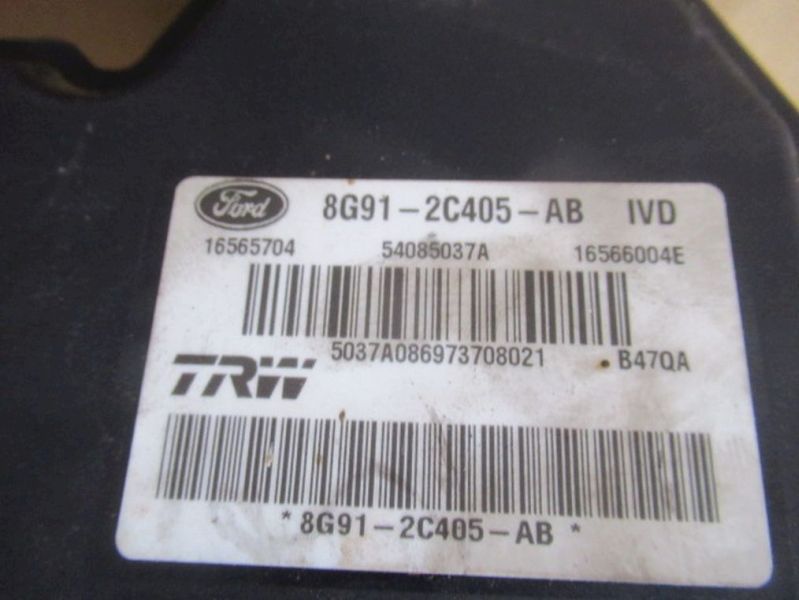 Ford 8G91-2C405-AB IVD
16565704 54085037A 16566004E
5037A086973708021 B47QA
TRW
*8G91-2C405-AB*